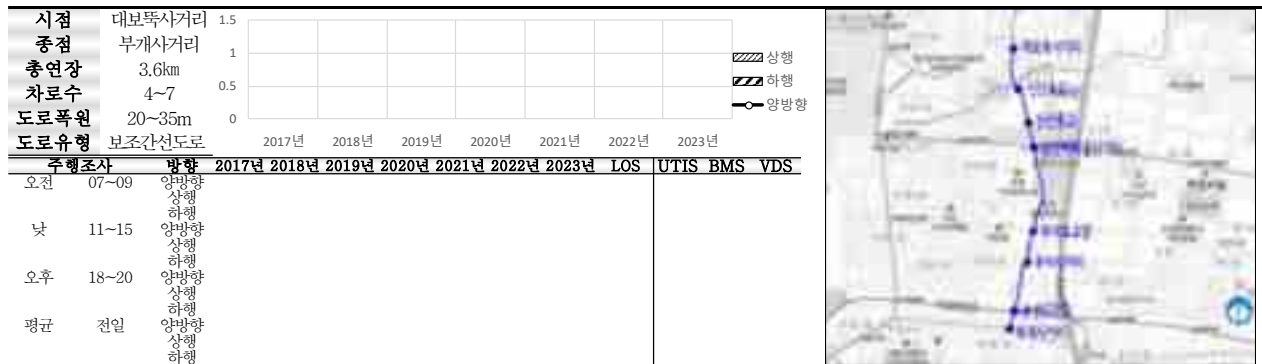 시점 대보뚝사거리
종점 부개사거리
총연장 3.6km
차로수 4~7
도로폭원 20~35m
도로유형 보조간선도로
1.5
1
0.5
0
2017년 2018년 2019년 2020년 2021년 2022년 2023년
상행
하행
양방향
주행조사 방향 2017년 2018년 2019년 2020년 2021년 2022년 2023년 LOS UTIS BMS VDS
오전 07~09 양방향
상행
하행
낮 11~15 양방향
상행
하행
오후 18~20 양방향
상행
하행
평균 전일 양방향
상행
하행